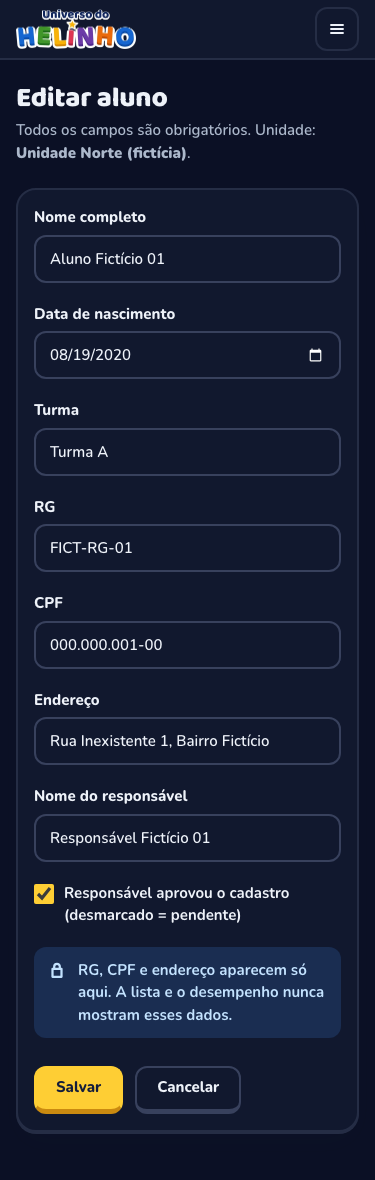 Universo do
HELINHO
Editar aluno
Todos os campos são obrigatórios. Unidade:
Unidade Norte (fictícia).
Nome completo
Aluno Fictício 01
Data de nascimento
08/19/2020
Turma
Turma A
RG
FICT-RG-01
CPF
000.000.001-00
Endereço
Rua Inexistente 1, Bairro Fictício
Nome do responsável
Responsável Fictício 01
Responsável aprovou o cadastro
(desmarcado = pendente)
RG, CPF e endereço aparecem só
aqui. A lista e o desempenho nunca
mostram esses dados.
Salvar
Cancelar